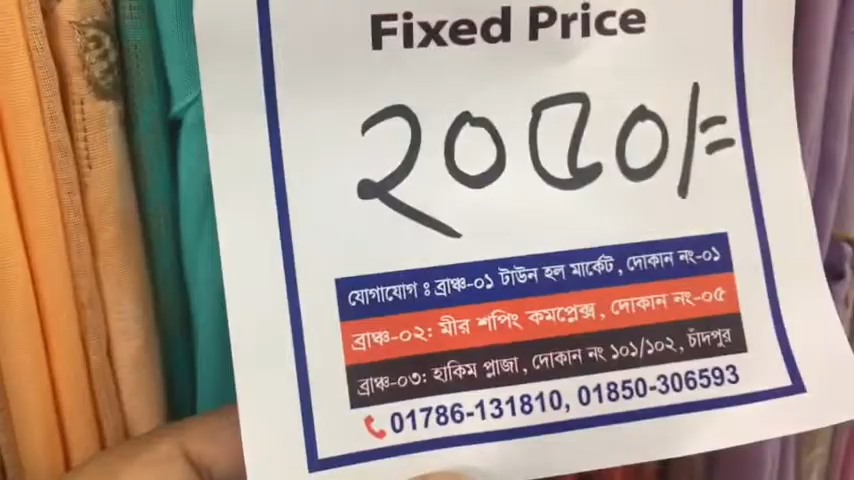 Fixed Price
২০৫০/=
যোগাযোগ : ব্রাঞ্চ-০১ টাউন হল মার্কেট, দোকান নং-০১
ব্রাঞ্চ-০২: মীর শপিং কমপ্লেক্স, দোকান নং-০৫
ব্রাঞ্চ-০৩: হাকিম প্লাজা, দোকান নং ১০১/১০২, চাঁদপুর
01786-131810, 01850-306593